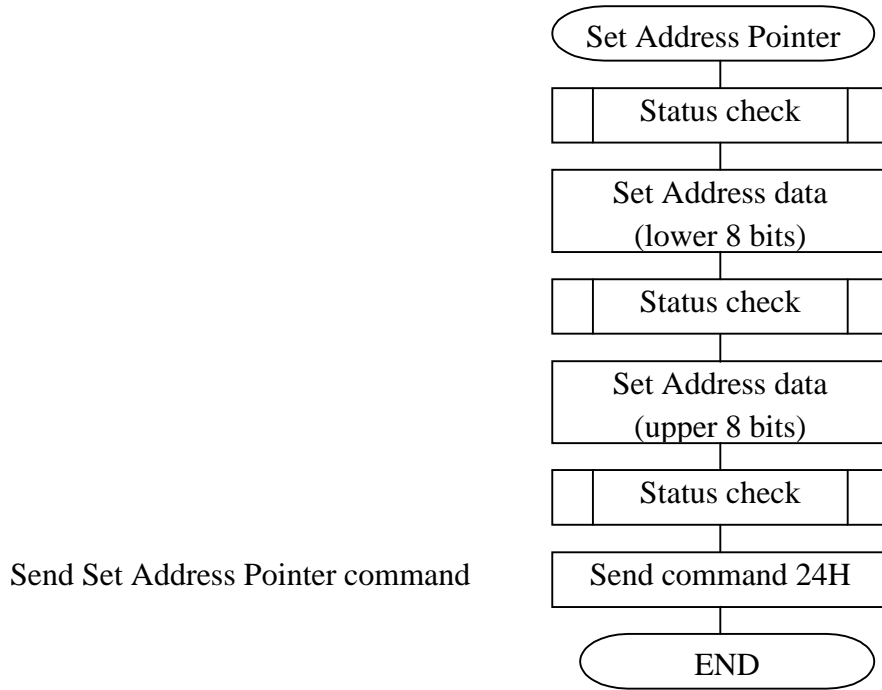 Set Address Pointer
Status check
Set Address data
(lower 8 bits)
Status check
Set Address data
(upper 8 bits)
Status check
Send Set Address Pointer command
Send command 24H
END